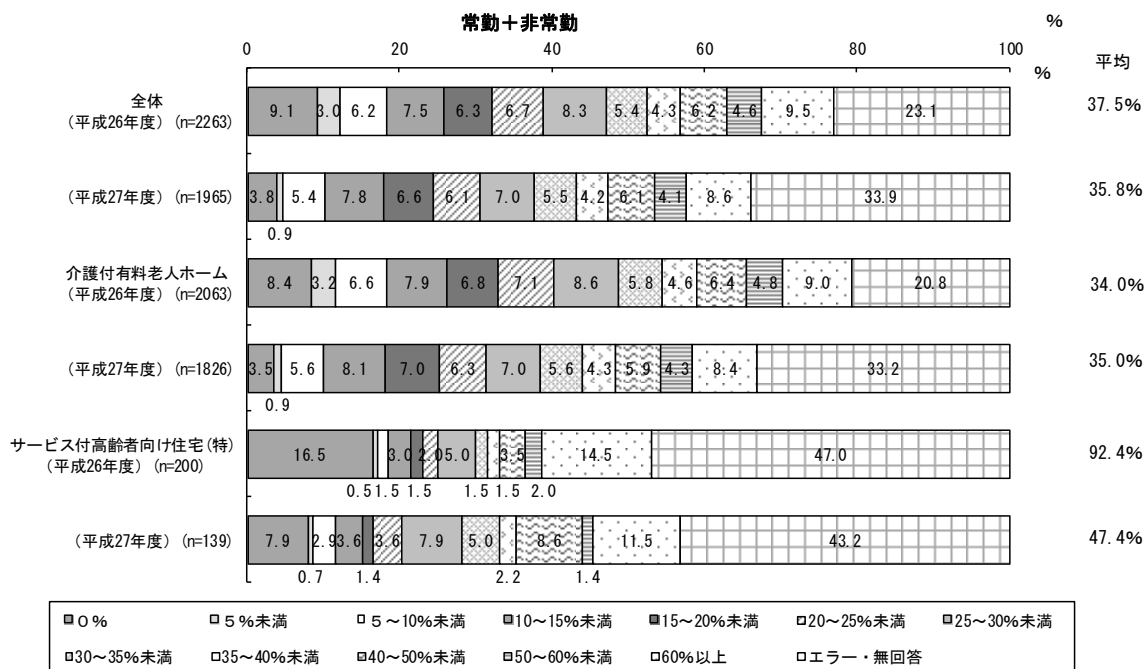 常勤＋非常勤
%
0 20 40 60 80 100
%
平均
全体
(平成26年度) (n=2263)
9.1 3.0 6.2 7.5 6.3 6.7 8.3 5.4 4.3 6.2 4.6 9.5 23.1
37.5%
(平成27年度) (n=1965)
3.8 5.4 7.8 6.6 6.1 7.0 5.5 4.2 6.1 4.1 8.6 33.9
35.8%
0.9
介護付有料老人ホーム
(平成26年度) (n=2063)
8.4 3.2 6.6 7.9 6.8 7.1 8.6 5.8 4.6 6.4 4.8 9.0 20.8
34.0%
(平成27年度) (n=1826)
3.5 5.6 8.1 7.0 6.3 7.0 5.6 4.3 5.9 4.3 8.4 33.2
35.0%
0.9
サービス付高齢者向け住宅(特)
(平成26年度) (n=200)
16.5 3.0 2.0 5.0 3.5 14.5 47.0
92.4%
0.5 1.5 1.5 1.5 1.5 2.0
(平成27年度) (n=139)
7.9 2.9 3.6 3.6 7.9 5.0 8.6 11.5 43.2
47.4%
0.7 1.4 2.2 1.4
０% ５%未満 ５～10%未満 10～15%未満 15～20%未満 20～25%未満 25～30%未満
30～35%未満 35～40%未満 40～50%未満 50～60%未満 60%以上 エラー・無回答